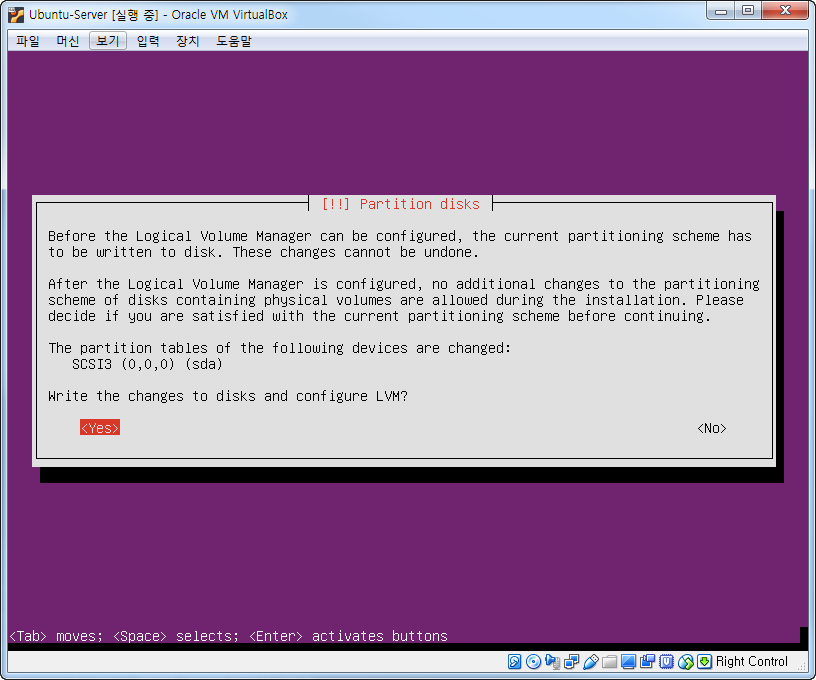 Ubuntu-Server [실행 중] - Oracle VM VirtualBox
파일 머신 보기 입력 장치 도움말
[!!] Partition disks
Before the Logical Volume Manager can be configured, the current partitioning scheme has
to be written to disk. These changes cannot be undone.
After the Logical Volume Manager is configured, no additional changes to the partitioning
scheme of disks containing physical volumes are allowed during the installation. Please
decide if you are satisfied with the current partitioning scheme before continuing.
The partition tables of the following devices are changed:
SCSI3 (0,0,0) (sda)
Write the changes to disks and configure LVM?
<Yes> <No>
<Tab> moves; <Space> selects; <Enter> activates buttons
Right Control